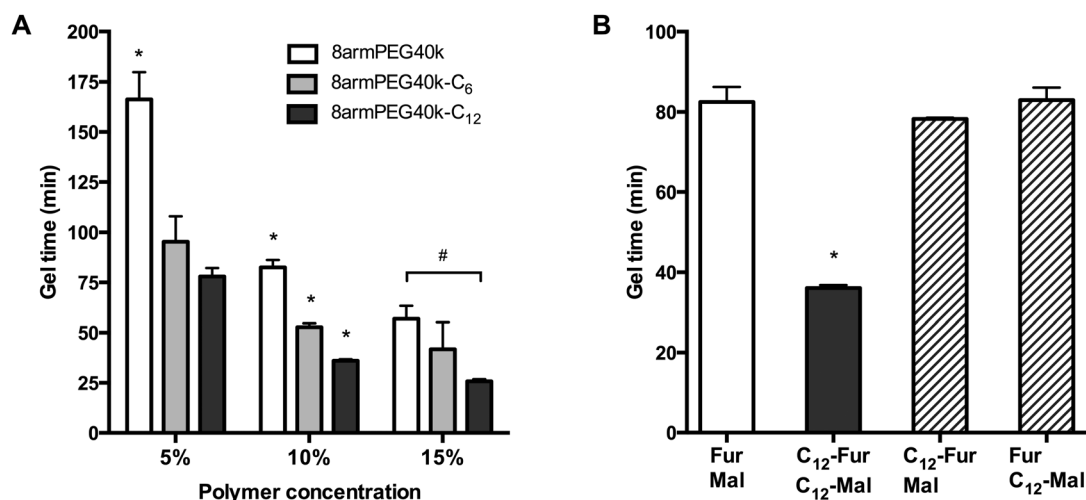 A
Gel time (min)
200
175
150
125
100
75
50
25
0
8armPEG40k
8armPEG40k-C₆
8armPEG40k-C₁₂
*
*
*
*
#
5% 10% 15%
Polymer concentration
B
Gel time (min)
100
80
60
40
20
0
*
Fur C₁₂-Fur C₁₂-Fur Fur
Mal C₁₂-Mal Mal C₁₂-Mal